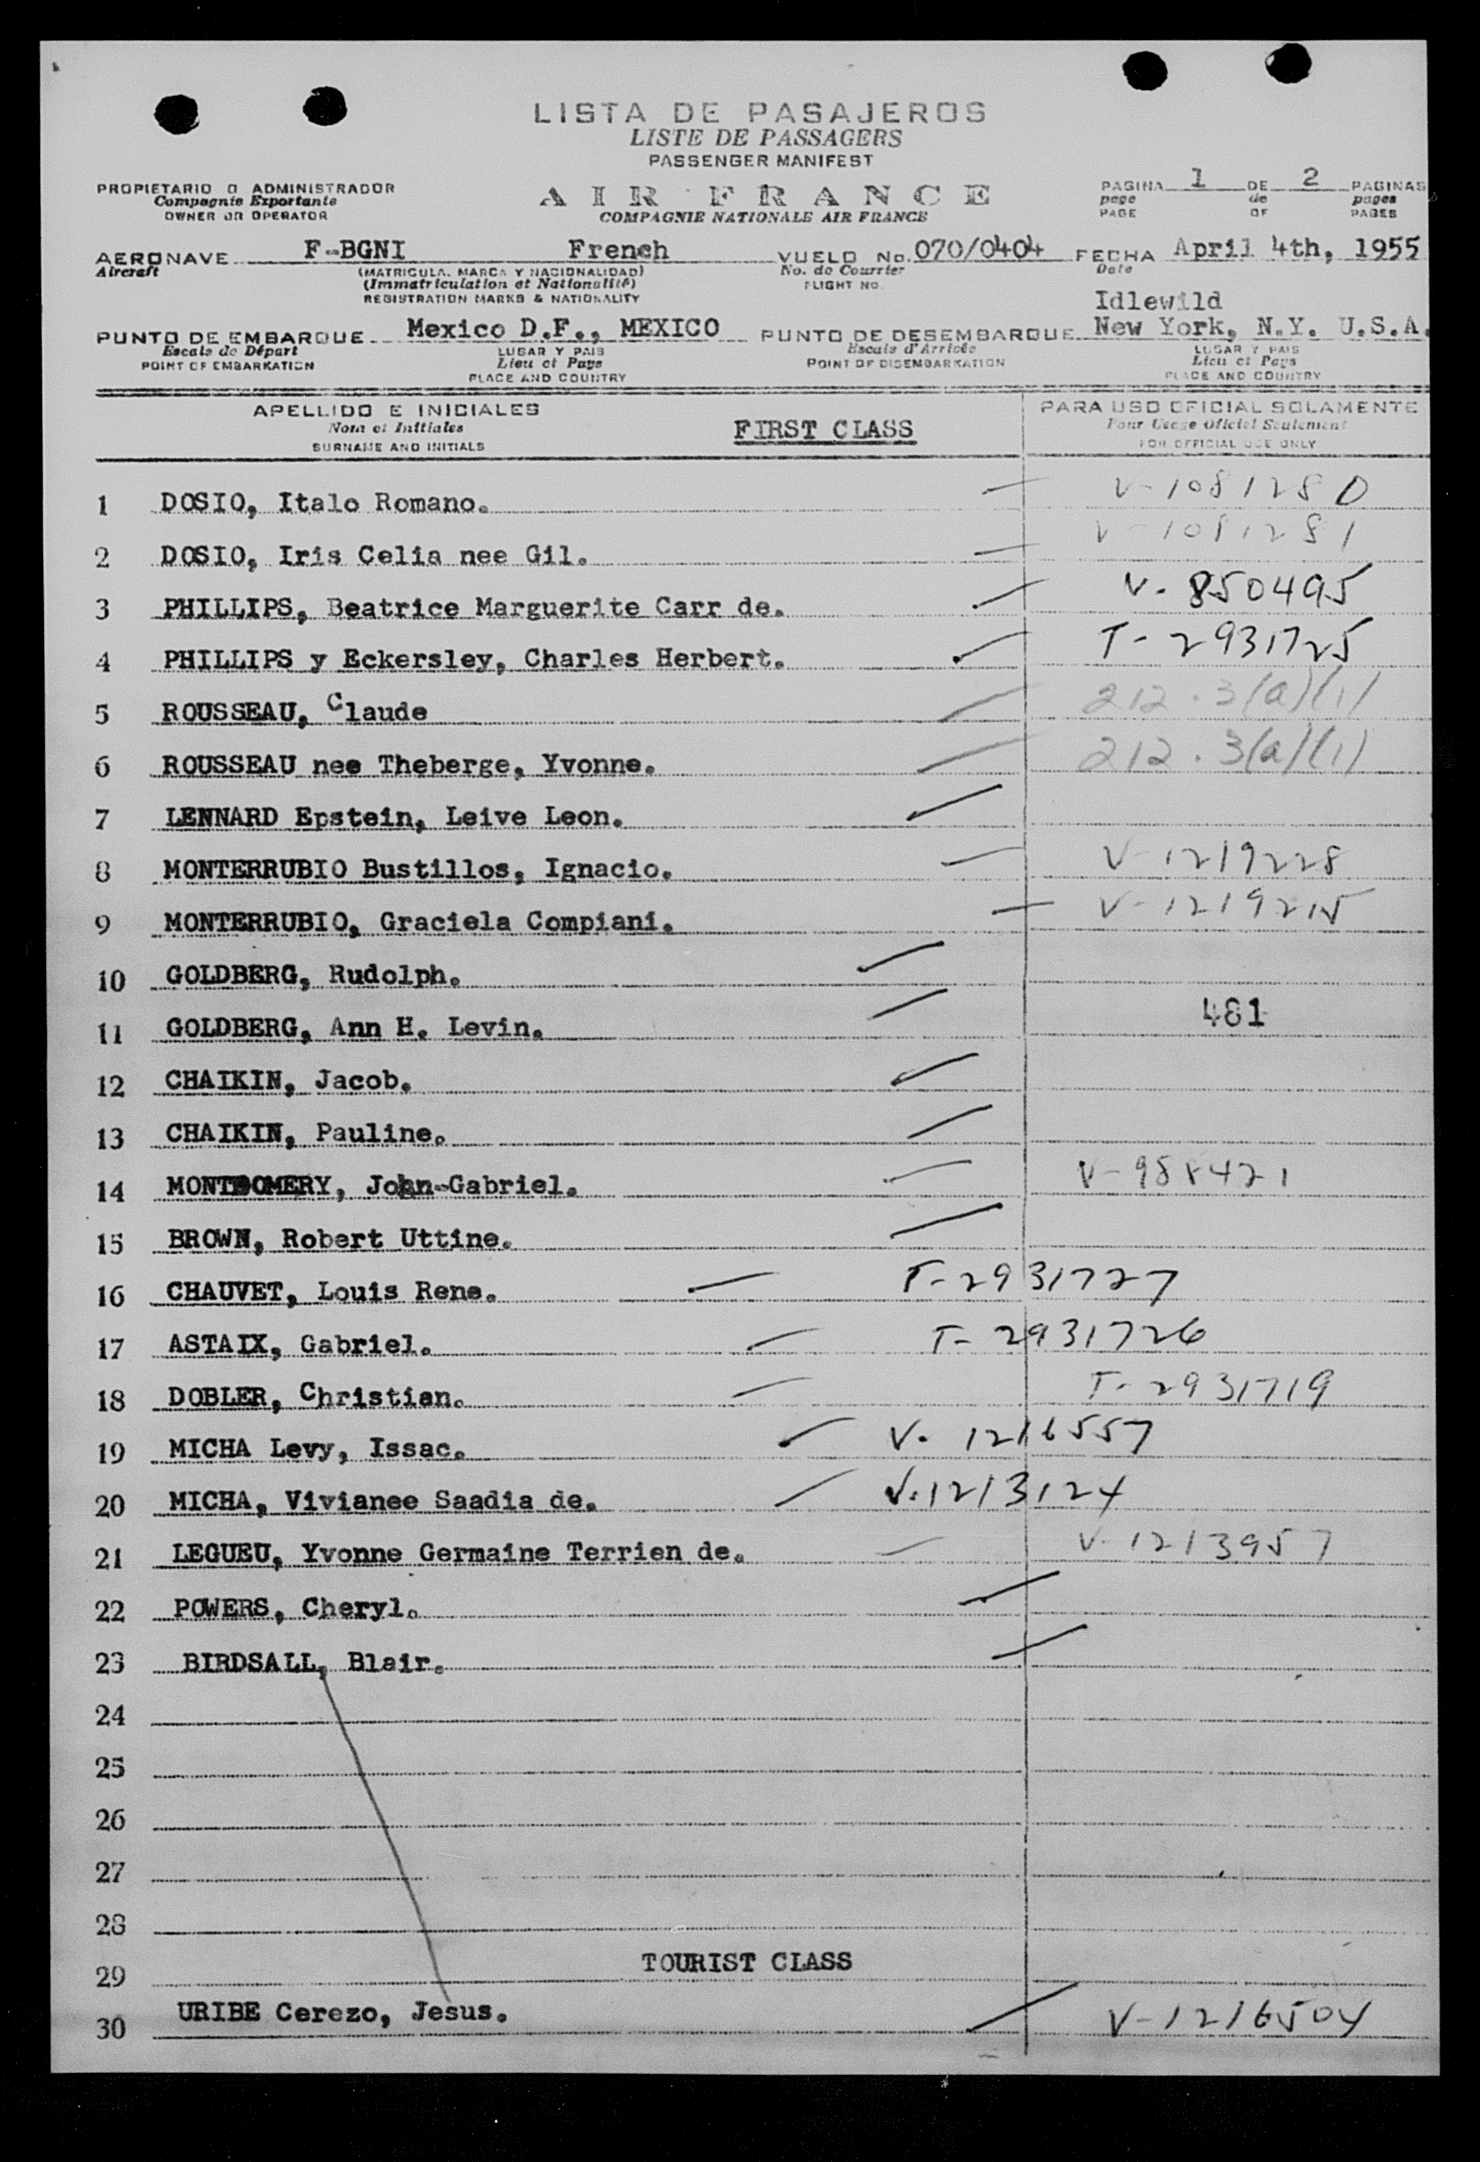 LISTA DE PASAJEROS
LISTE DE PASSAGERS
PASSENGER MANIFEST
PROPIETARIO O ADMINISTRADOR
Compagnie Exportante
OWNER OR OPERATOR
AIR FRANCE
COMPAGNIE NATIONALE AIR FRANCE
PAGINA 1 DE 2 PAGINAS
page de pages
PAGE OF PAGES
AERONAVE F-BGNI French VUELO No. 070/0404 FECHA April 4th, 1955
Aircraft (MATRICULA, MARCA Y NACIONALIDAD) No. de Courrier Date
(Immatriculation et Nationalité) FLIGHT NO.
REGISTRATION MARKS & NATIONALITY
Idlewild
PUNTO DE EMBARQUE Mexico D.F., MEXICO PUNTO DE DESEMBARQUE New York, N.Y. U.S.A.
Escale de Départ LUGAR Y PAIS Escale d'Arrivée LUGAR Y PAIS
POINT OF EMBARKATION Lieu et Pays POINT OF DISEMBARKATION Lieu et Pays
PLACE AND COUNTRY PLACE AND COUNTRY
APELLIDO E INICIALES PARA USO OFICIAL SOLAMENTE
Nom et Initiales FIRST CLASS Pour Usage Officiel Seulement
SURNAME AND INITIALS FOR OFFICIAL USE ONLY
1 DOSIO, Italo Romano. V-1081280
2 DOSIO, Iris Celia nee Gil. V-1081281
3 PHILLIPS, Beatrice Marguerite Carr de. V-850495
4 PHILLIPS y Eckersley, Charles Herbert. T-2931725
5 ROUSSEAU, Claude 212.3(a)(1)
6 ROUSSEAU nee Theberge, Yvonne. 212.3(a)(1)
7 LENNARD Epstein, Leive Leon.
8 MONTERRUBIO Bustillos, Ignacio. V-1219228
9 MONTERRUBIO, Graciela Compiani. V-1219215
10 GOLDBERG, Rudolph.
11 GOLDBERG, Ann H. Levin. 481
12 CHAIKIN, Jacob.
13 CHAIKIN, Pauline.
14 MONTGOMERY, John-Gabriel. V-988421
15 BROWN, Robert Uttine.
16 CHAUVET, Louis Rene. T-2931727
17 ASTAIX, Gabriel. T-2931726
18 DOBLER, Christian. T-2931719
19 MICHA Levy, Issac. V-1216557
20 MICHA, Vivianee Saadia de. V-1213124
21 LEGUEU, Yvonne Germaine Terrien de. V-1213957
22 POWERS, Cheryl.
23 BIRDSALL, Blair.
24
25
26
27
28
TOURIST CLASS
29
30 URIBE Cerezo, Jesus. V-1216504